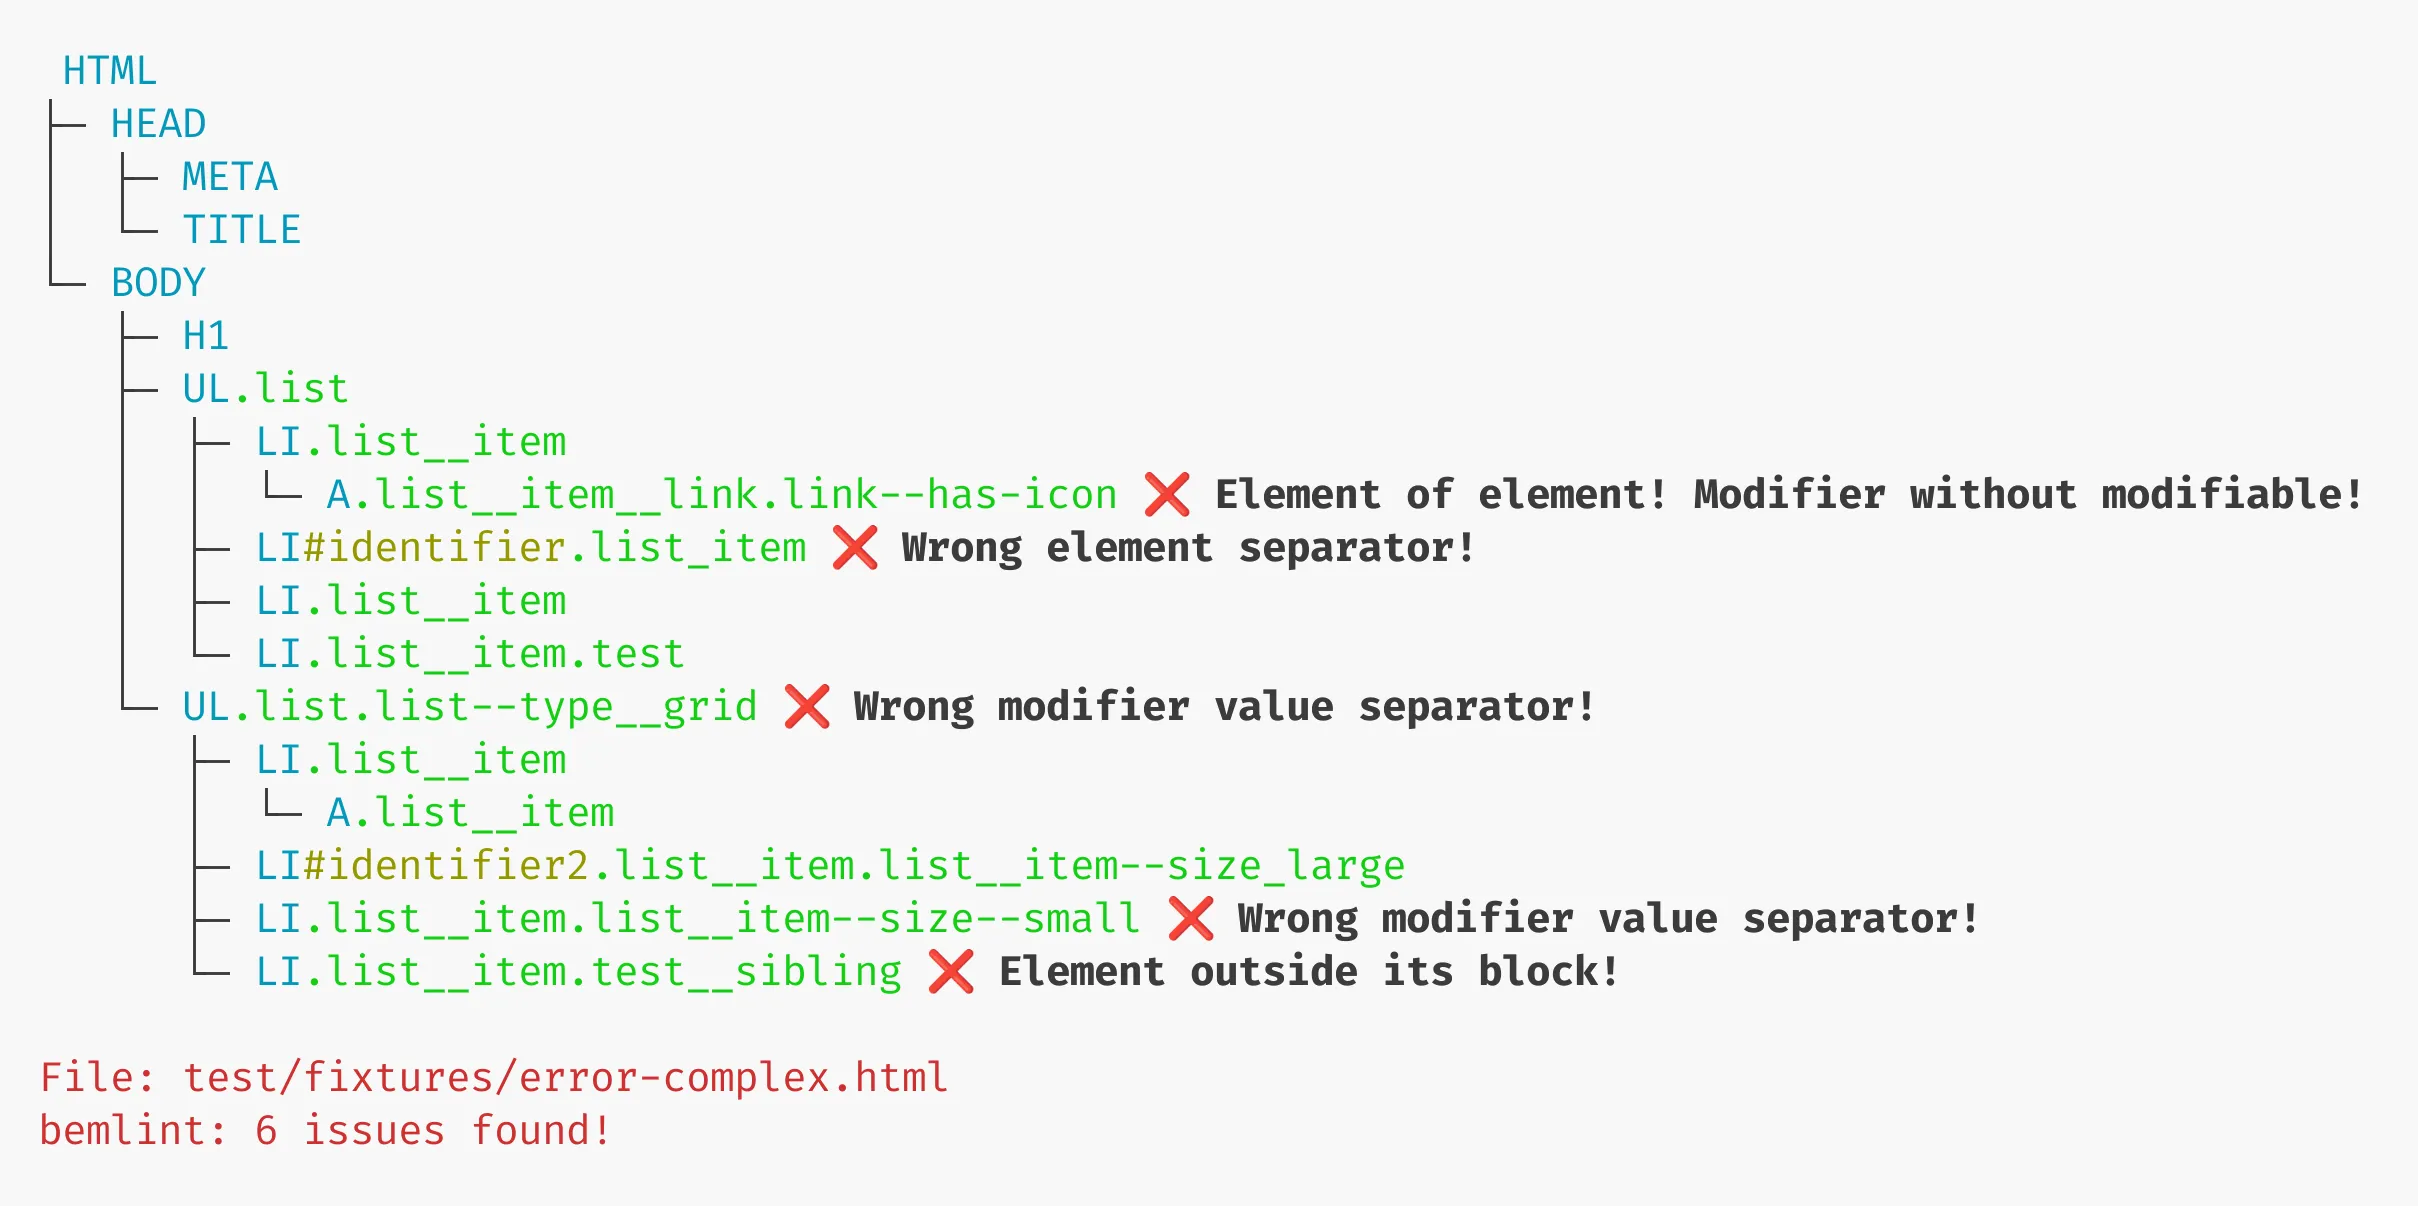 HTML
├── HEAD
│  ├── META
│  └── TITLE
└── BODY
   ├── H1
   ├── UL.list
   │  ├── LI.list__item
   │  │  └─ A.list__item__link.link--has-icon ❌ Element of element! Modifier without modifiable!
   │  ├── LI#identifier.list_item ❌ Wrong element separator!
   │  ├── LI.list__item
   │  └── LI.list__item.test
   └── UL.list.list--type__grid ❌ Wrong modifier value separator!
      ├── LI.list__item
      │  └─ A.list__item
      ├── LI#identifier2.list__item.list__item--size_large
      ├── LI.list__item.list__item--size--small ❌ Wrong modifier value separator!
      └── LI.list__item.test__sibling ❌ Element outside its block!
File: test/fixtures/error-complex.html
bemlint: 6 issues found!